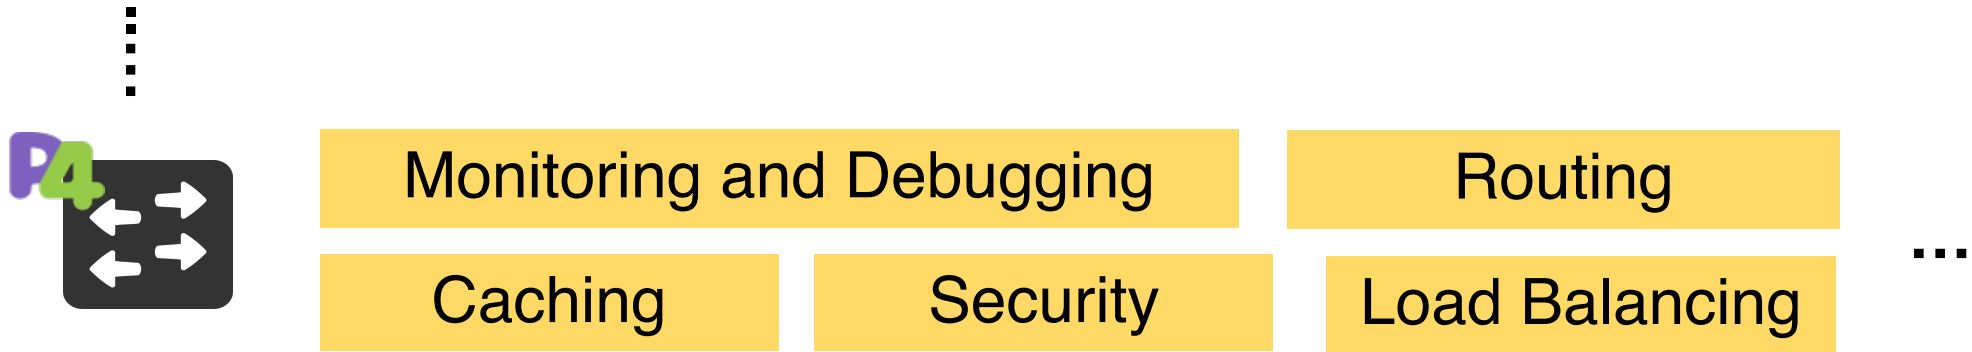 P4
Monitoring and Debugging
Routing
Caching
Security
Load Balancing
...